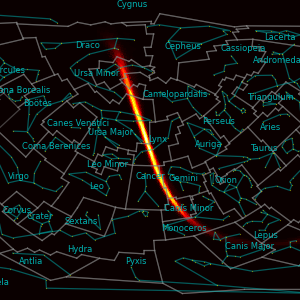 Cygnus
Draco
Cepheus
Lacerta
Cassiopeia
Andromeda
rcules
Ursa Minor
ona Borealis
Camelopardalis
Triangulum
Bootes
Canes Venatici
Perseus
Aries
Ursa Major
Lynx
Coma Berenices
Auriga
Taurus
Leo Minor
Virgo
Cancer
Gemini
Orion
Leo
Corvus
Crater
Canis Minor
Sextans
Monoceros
Lepus
Canis Major
Hydra
Antlia
Pyxis
ela